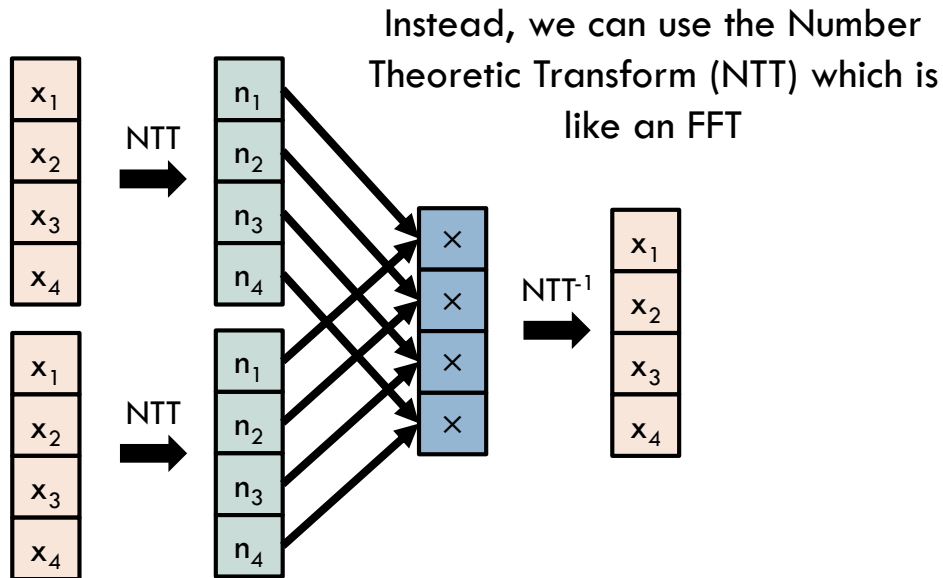 Instead, we can use the Number
Theoretic Transform (NTT) which is
like an FFT
x₁
x₂
x₃
x₄
NTT
n₁
n₂
n₃
n₄
x₁
x₂
x₃
x₄
NTT
n₁
n₂
n₃
n₄
×
×
×
×
NTT⁻¹
x₁
x₂
x₃
x₄